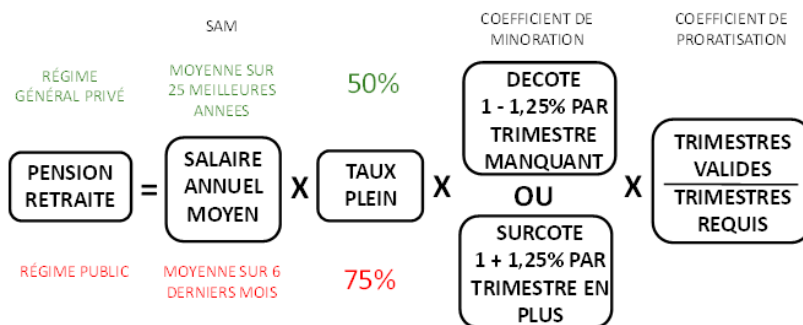 SAM
COEFFICIENT DE
MINORATION
COEFFICIENT DE
PRORATISATION
RÉGIME
GÉNÉRAL PRIVÉ
MOYENNE SUR
25 MEILLEURES
ANNEES
50%
DECOTE
1 - 1,25% PAR
TRIMESTRE
MANQUANT
PENSION
RETRAITE
=
SALAIRE
ANNUEL
MOYEN
X
TAUX
PLEIN
X
OU
X
TRIMESTRES
VALIDES
TRIMESTRES
REQUIS
RÉGIME PUBLIC
MOYENNE SUR 6
DERNIERS MOIS
75%
SURCOTE
1 + 1,25% PAR
TRIMESTRE EN
PLUS